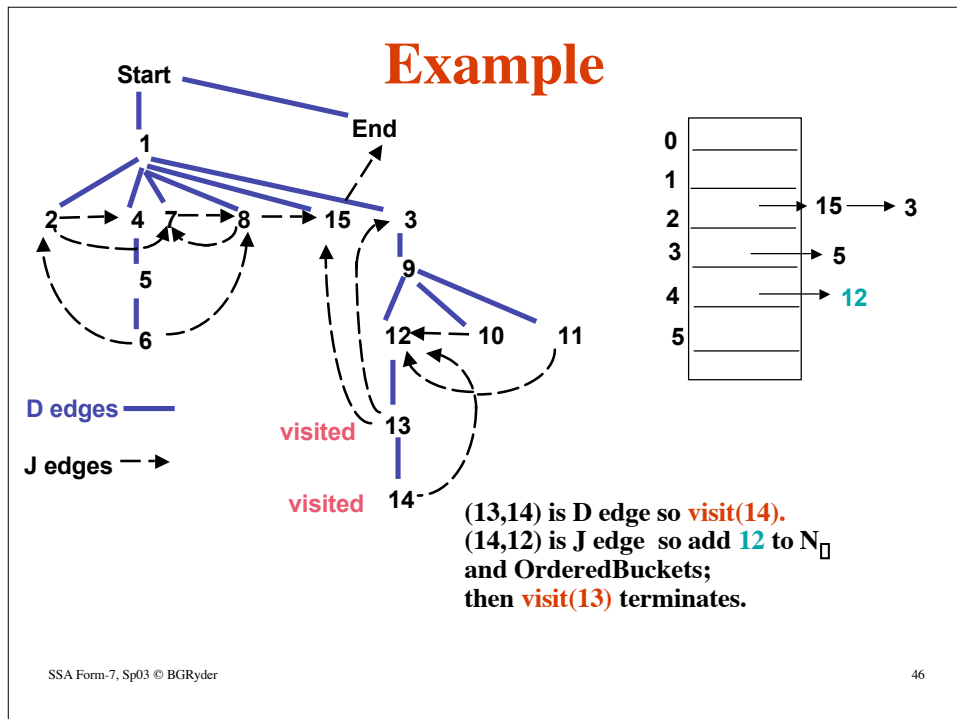 Example
Start
End
1
2 4 7 8 15 3
5
9
6
12 10 11
D edges
J edges
visited 13
visited 14
0
1
2 15 3
3 5
4 12
5
(13,14) is D edge so visit(14).
(14,12) is J edge so add 12 to N▯
and OrderedBuckets;
then visit(13) terminates.
SSA Form-7, Sp03 © BGRyder 46